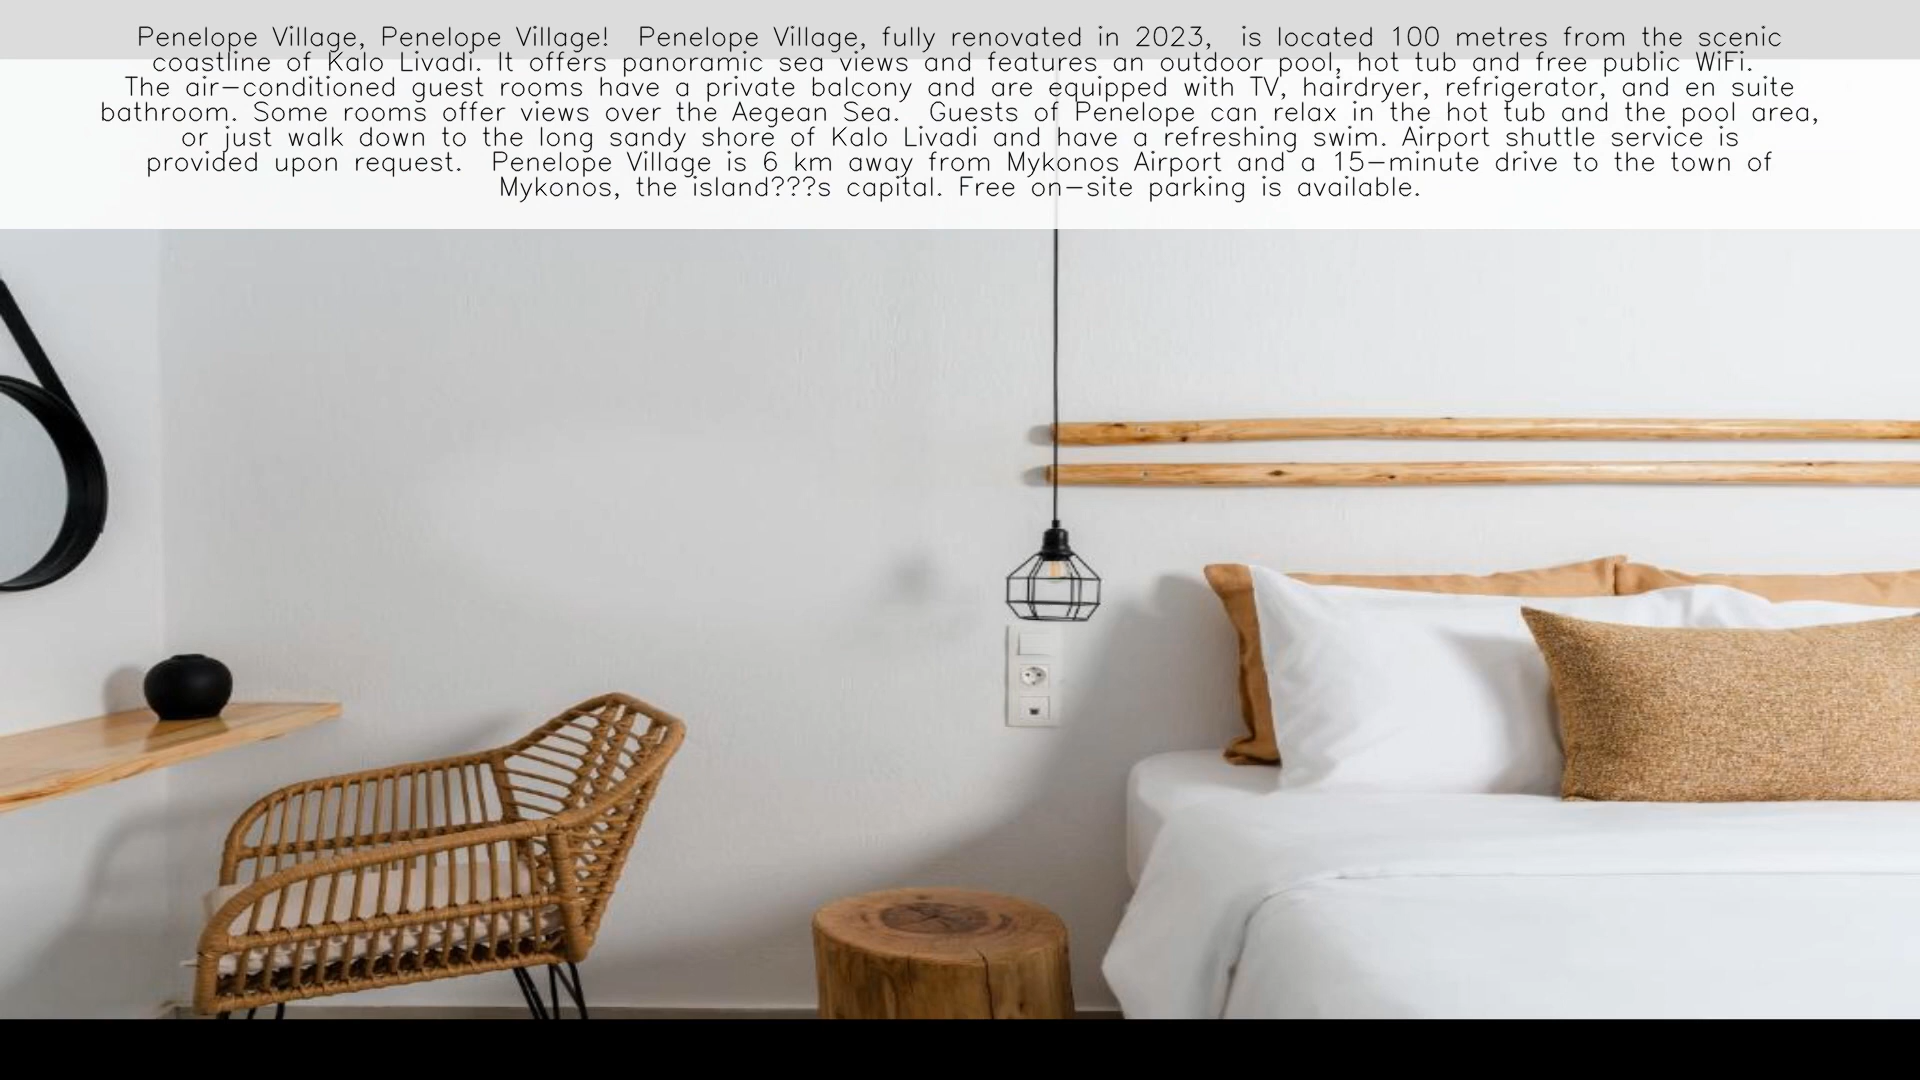 Penelope Village, Penelope Village!  Penelope Village, fully renovated in 2023,  is located 100 metres from the scenic
coastline of Kalo Livadi. It offers panoramic sea views and features an outdoor pool, hot tub and free public WiFi.
The air-conditioned guest rooms have a private balcony and are equipped with TV, hairdryer, refrigerator, and en suite
bathroom. Some rooms offer views over the Aegean Sea.  Guests of Penelope can relax in the hot tub and the pool area,
or just walk down to the long sandy shore of Kalo Livadi and have a refreshing swim. Airport shuttle service is
provided upon request.  Penelope Village is 6 km away from Mykonos Airport and a 15-minute drive to the town of
Mykonos, the island???s capital. Free on-site parking is available.